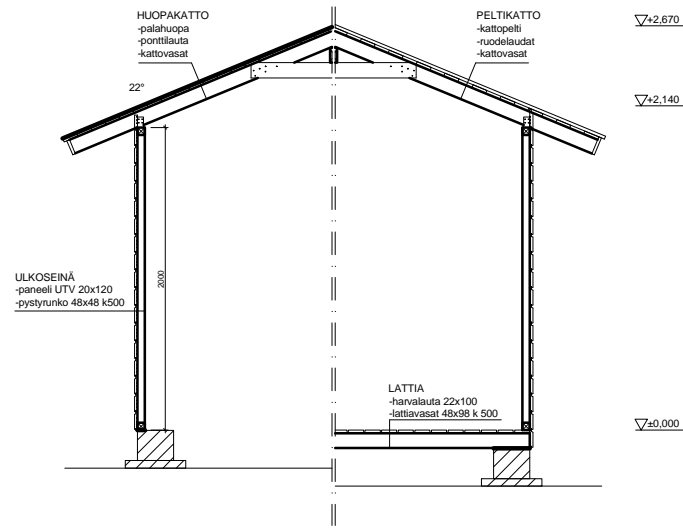 HUOPAKATTO
-palahuopa
-ponttilauta
-kattovasat
PELTIKATTO
-kattopelti
-ruodelaudat
-kattovasat
+2,670
22°
+2,140
2000
ULKOSEINÄ
-paneeli UTV 20x120
-pystyrunko 48x48 k500
LATTIA
-harvalauta 22x100
-lattiavasat 48x98 k 500
±0,000